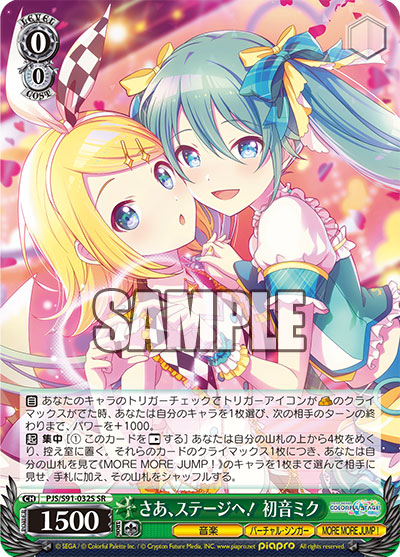 LEVEL
0
0
COST
SAMPLE
自 あなたのキャラのトリガーチェックでトリガーアイコンが のクライ
マックスがでた時、あなたは自分のキャラを1枚選び、次の相手のターンの終
わりまで、パワーを+1000。
起 集中 [① このカードを する] あなたは自分の山札の上から4枚をめく
り、控え室に置く。それらのカードのクライマックス1枚につき、あなたは自
分の山札を見て《MORE MORE JUMP!》のキャラを1枚まで選んで相手に見
せ、手札に加え、その山札をシャッフルする。
CH PJS/S91-032S SR
さあ、ステージへ! 初音ミク
COLORFUL STAGE!
1500
音楽
バーチャル・シンガー
MORE MORE JUMP!
© SEGA / © Colorful Palette Inc. / © Crypton Future Media, INC. www.piapro.net piapro All rights reserved.